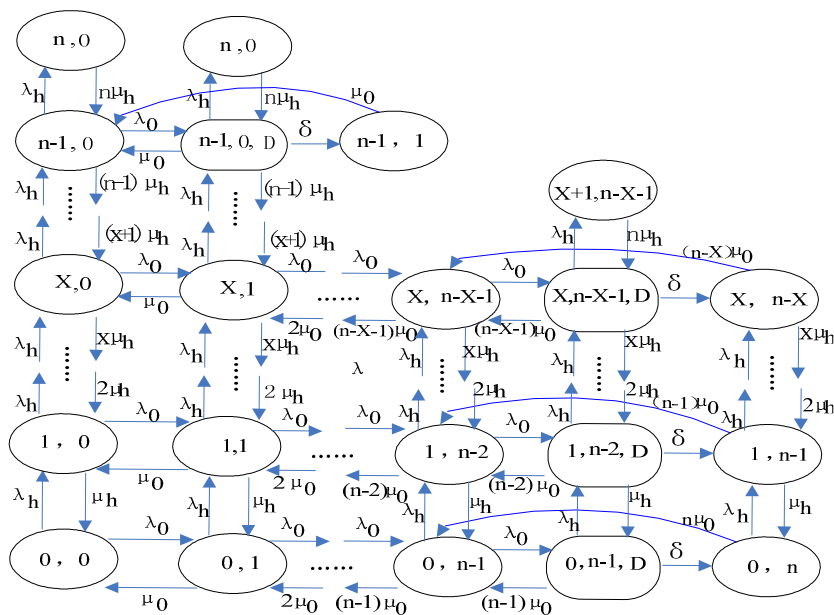 n,0 n,0
λh nμh λh nμh μ0
n-1,0 λ0 μ0 n-1,0,D δ n-1, 1
λh (n-1)μh λh (n-1)μh
...... ...... X+1,n-X-1
λh (x+1)μh λh (x+1)μh λh nμh (n-X)μ0
X,0 λ0 μ0 X,1 λ0 λ0 X, n-X-1 λ0 X,n-X-1,D δ X, n-X
...... 2μ0 (n-X-1)μ0 (n-X-1)μ0
λh xμh λh xμh λh xμh λh xμh λh xμh
...... ...... λ ...... ...... ......
λh 2μh λh 2μh λh 2μh λh 2μh (n-1)μ0 λh 2μh
1, 0 λ0 μ0 1,1 λ0 λ0 1, n-2 λ0 1,n-2,D δ 1,n-1
...... 2μ0 (n-2)μ0 (n-2)μ0
λh μh λh μh λh μh λh μh λh μh
nμ0
0, 0 λ0 μ0 0,1 λ0 λ0 0, n-1 λ0 0,n-1,D δ 0, n
...... 2μ0 (n-1)μ0 (n-1)μ0